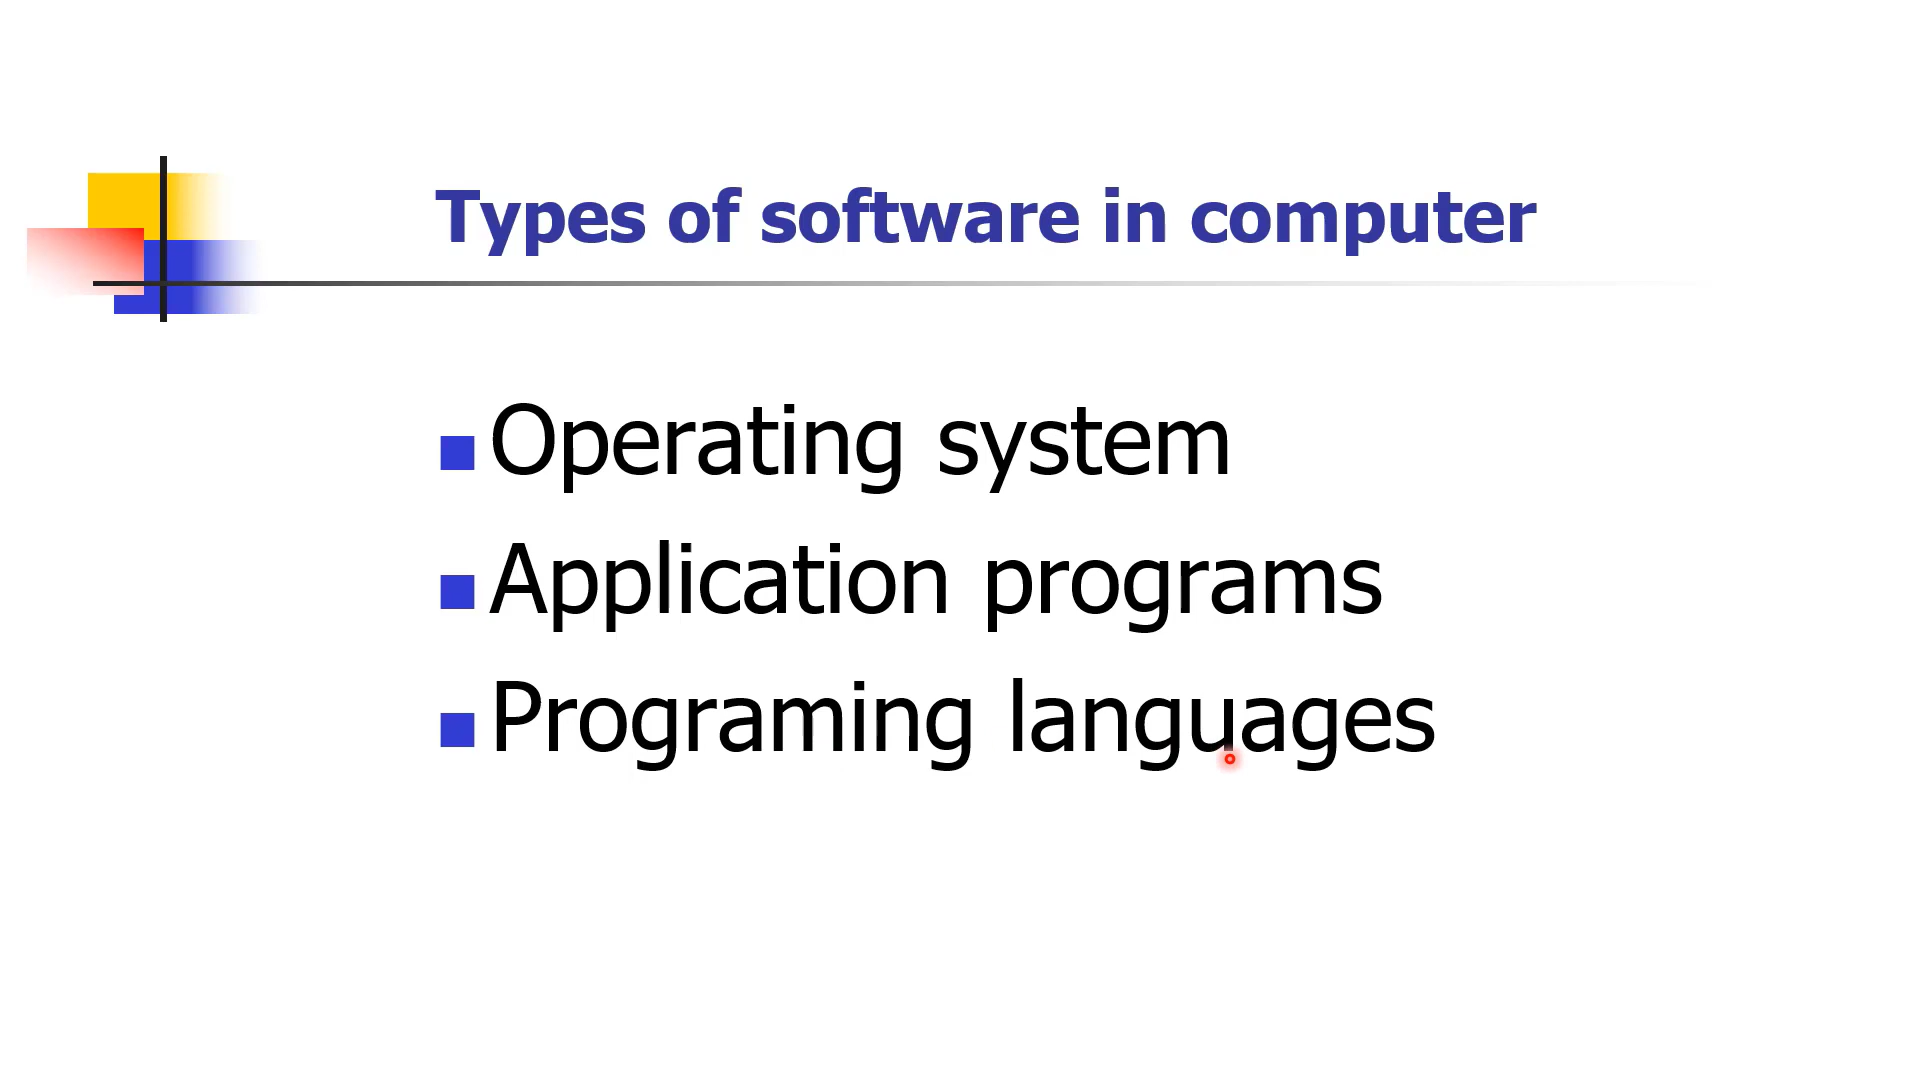 Types of software in computer
Operating system
Application programs
Programing languages